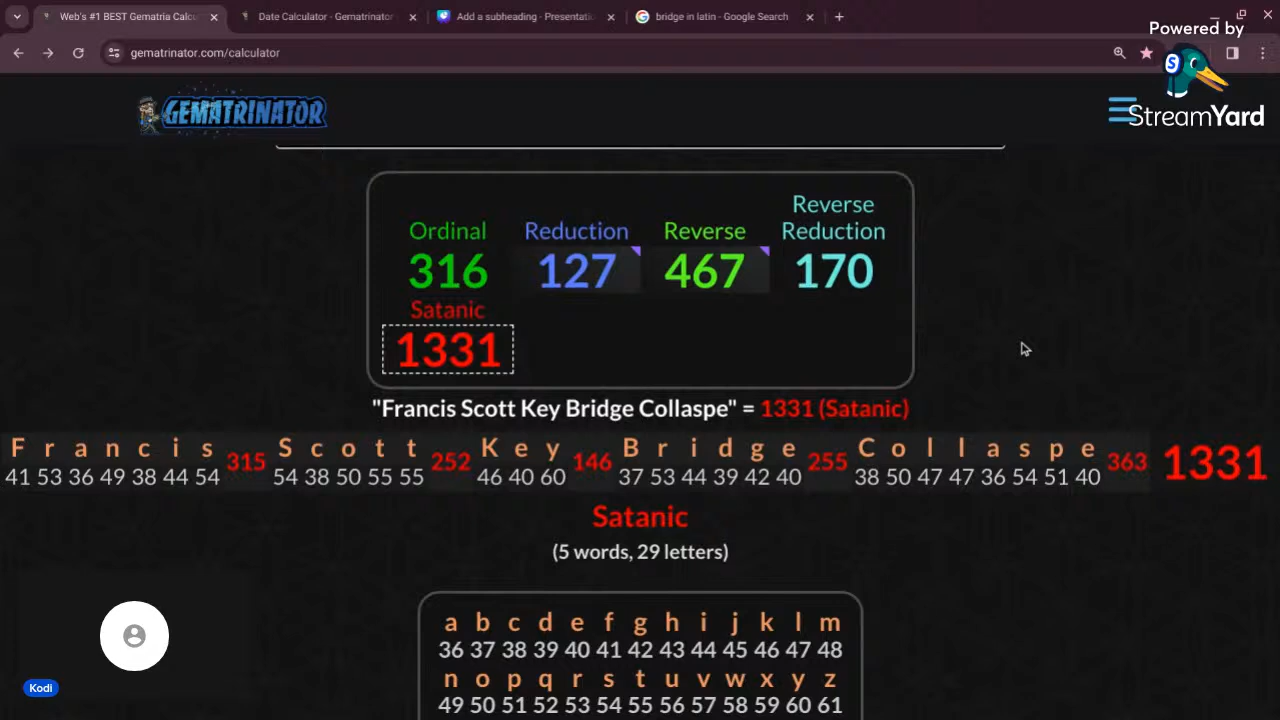 Web's #1 BEST Gematria Calcu
Date Calculator - Gematrinator
Add a subheading - Presentatio
bridge in latin - Google Search
gematrinator.com/calculator
Powered by
StreamYard
GEMATRINATOR
Ordinal Reduction Reverse Reverse Reduction
316 127 467 170
Satanic
1331
"Francis Scott Key Bridge Collaspe" = 1331 (Satanic)
F r a n c i s 315 S c o t t 252 K e y 146 B r i d g e 255 C o l l a s p e 363 1331
41 53 36 49 38 44 54 54 38 50 55 55 46 40 60 37 53 44 39 42 40 38 50 47 47 36 54 51 40
Satanic
(5 words, 29 letters)
a b c d e f g h i j k l m
36 37 38 39 40 41 42 43 44 45 46 47 48
n o p q r s t u v w x y z
49 50 51 52 53 54 55 56 57 58 59 60 61
Kodi